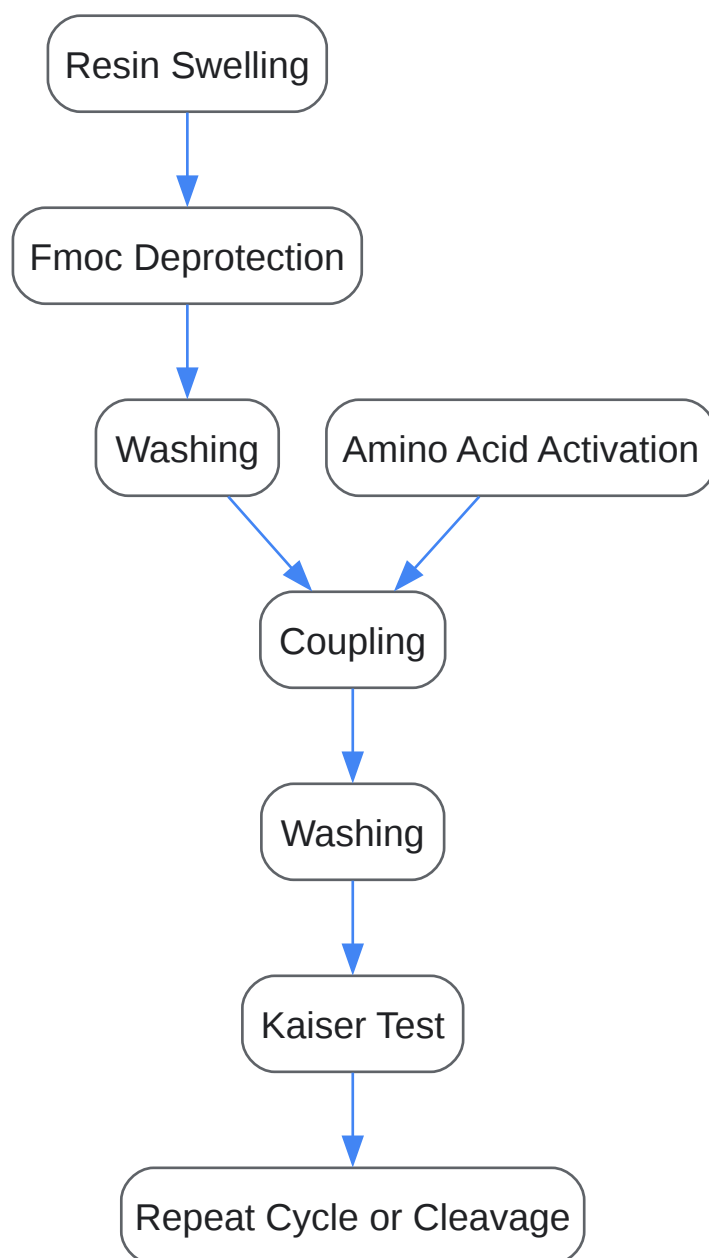 Resin Swelling
Fmoc Deprotection
Washing
Amino Acid Activation
Coupling
Washing
Kaiser Test
Repeat Cycle or Cleavage